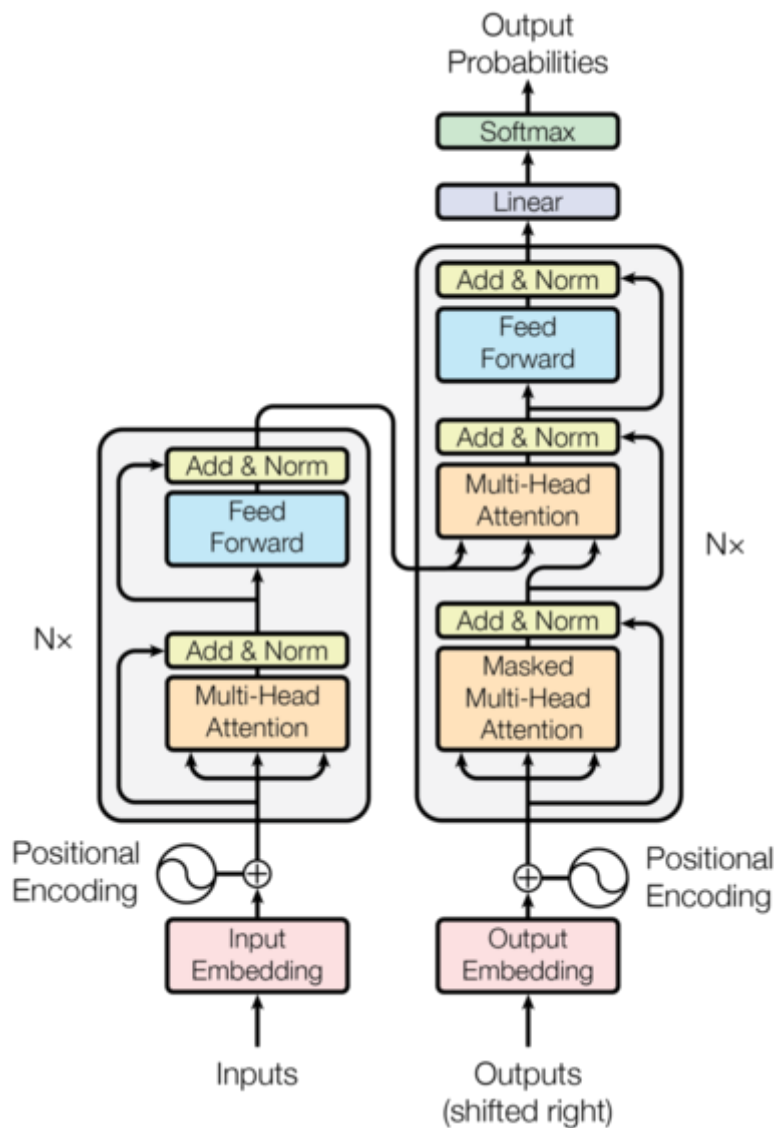 Output
Probabilities
Softmax
Linear
Add & Norm
Feed
Forward
Add & Norm
Multi-Head
Attention
Add & Norm
Masked
Multi-Head
Attention
N×
Add & Norm
Feed
Forward
Add & Norm
Multi-Head
Attention
N×
Positional
Encoding
Positional
Encoding
Input
Embedding
Output
Embedding
Inputs
Outputs
(shifted right)